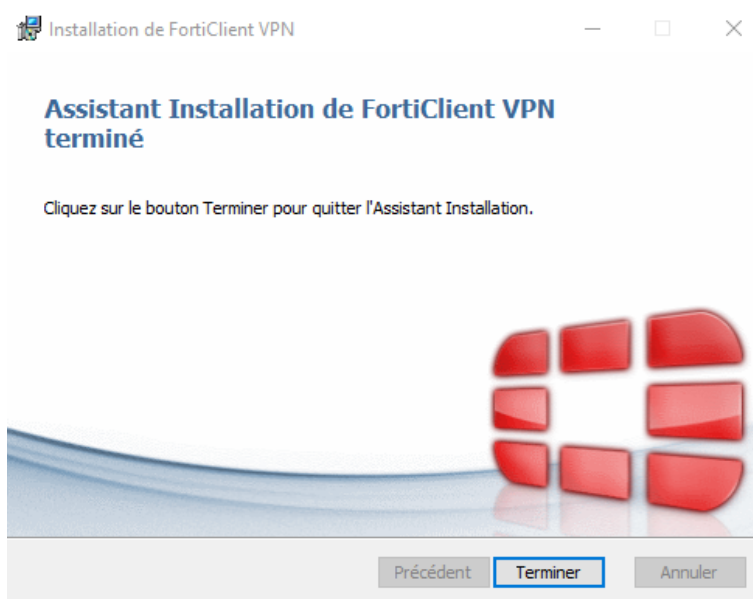 Installation de FortiClient VPN
Assistant Installation de FortiClient VPN
terminé
Cliquez sur le bouton Terminer pour quitter l'Assistant Installation.
Précédent Terminer Annuler